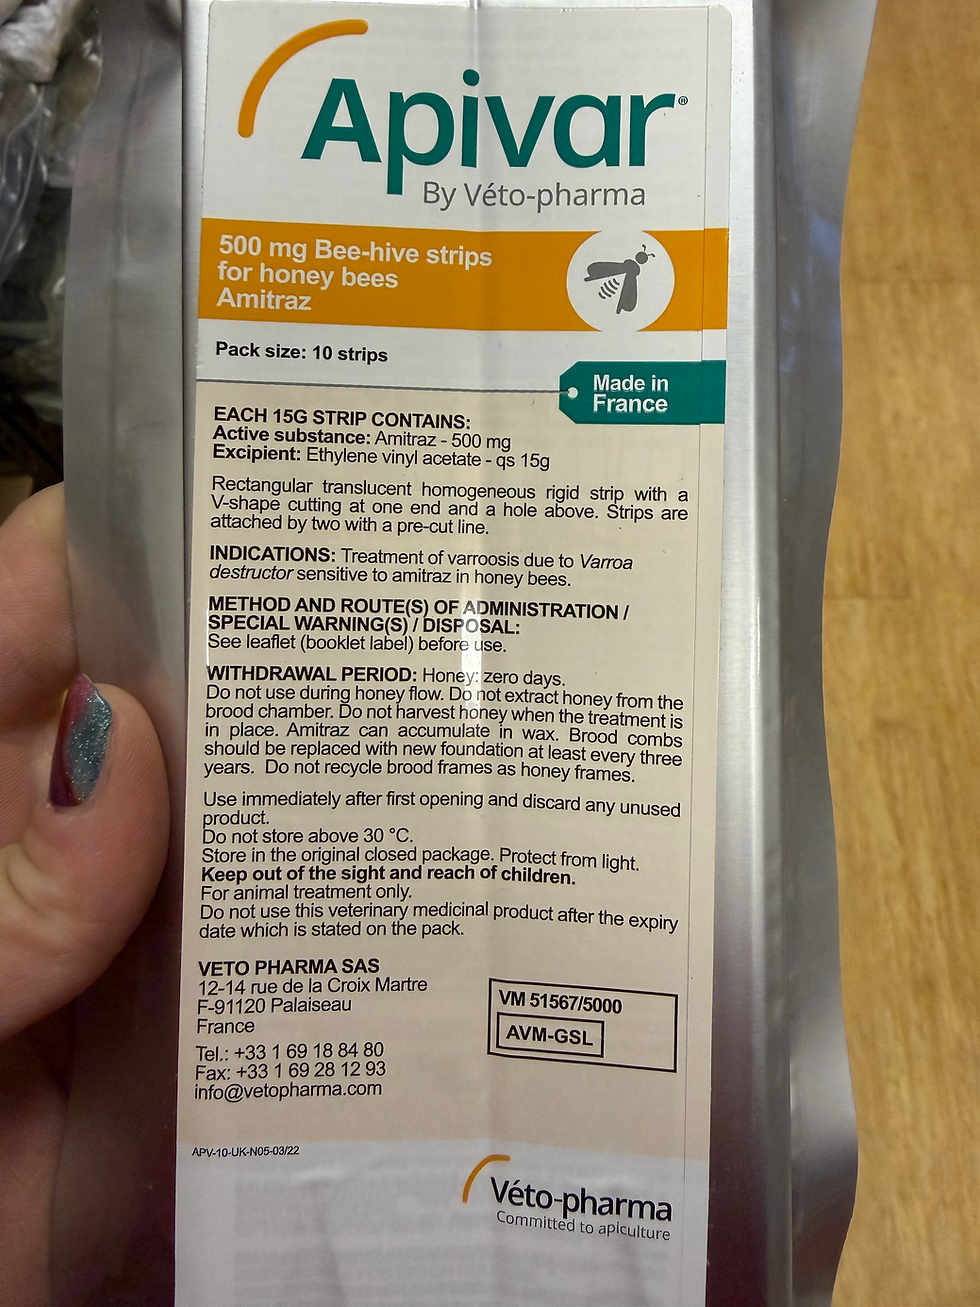 Apivar®
By Véto-pharma
500 mg Bee-hive strips
for honey bees
Amitraz
Pack size: 10 strips
Made in
France
EACH 15G STRIP CONTAINS:
Active substance: Amitraz - 500 mg
Excipient: Ethylene vinyl acetate - qs 15g
Rectangular translucent homogeneous rigid strip with a
V-shape cutting at one end and a hole above. Strips are
attached by two with a pre-cut line.
INDICATIONS: Treatment of varroosis due to Varroa
destructor sensitive to amitraz in honey bees.
METHOD AND ROUTE(S) OF ADMINISTRATION /
SPECIAL WARNING(S) / DISPOSAL:
See leaflet (booklet label) before use.
WITHDRAWAL PERIOD: Honey: zero days.
Do not use during honey flow. Do not extract honey from the
brood chamber. Do not harvest honey when the treatment is
in place. Amitraz can accumulate in wax. Brood combs
should be replaced with new foundation at least every three
years. Do not recycle brood frames as honey frames.
Use immediately after first opening and discard any unused
product.
Do not store above 30 °C.
Store in the original closed package. Protect from light.
Keep out of the sight and reach of children.
For animal treatment only.
Do not use this veterinary medicinal product after the expiry
date which is stated on the pack.
VETO PHARMA SAS
12-14 rue de la Croix Martre
F-91120 Palaiseau
France
Tel.: +33 1 69 18 84 80
Fax: +33 1 69 28 12 93
info@vetopharma.com
VM 51567/5000
AVM-GSL
APV-10-UK-N05-03/22
Véto-pharma
Committed to apiculture